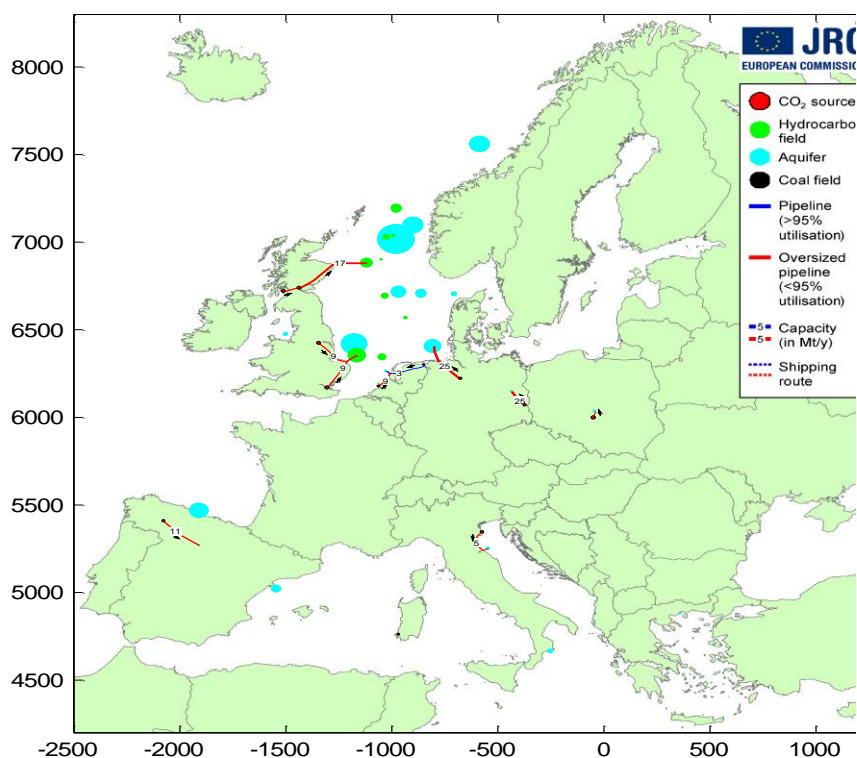 8000
7500
7000
6500
6000
5500
5000
4500
-2500
-2000
-1500
-1000
-500
0
500
1000
JRC
EUROPEAN COMMISS
CO2 source
Hydrocarbo
field
Aquifer
Coal field
Pipeline
(>95%
utilisation)
Oversized
pipeline
(<95%
utilisation)
5
5
Capacity
(in Mt/y)
Shipping
route
17
9
9
9
3
25
25
11
5